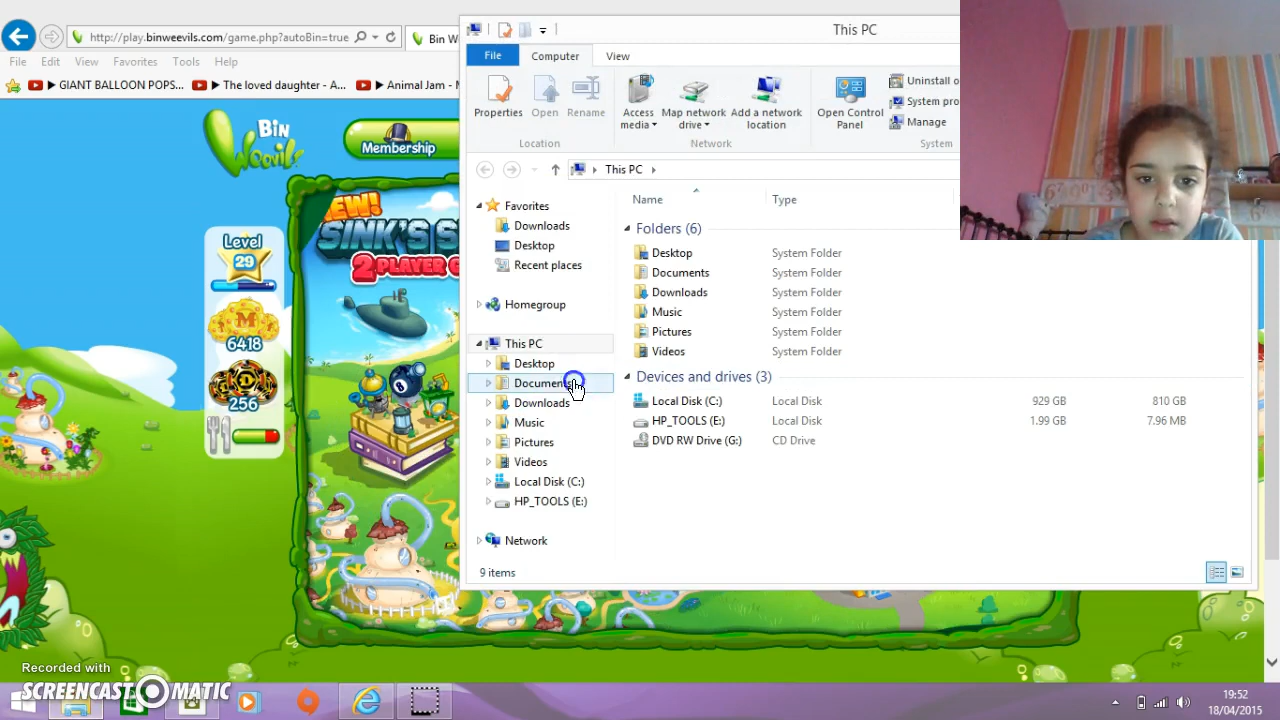 This PC
http://play.binweevils.com/game.php?autoBin=true
Bin W
File Edit View Favorites Tools Help
File Computer View
GIANT BALLOON POPS...
The loved daughter - A...
Animal Jam - M
Properties Open Rename
Access media
Map network drive
Add a network location
Open Control Panel
Uninstall o
System pro
Manage
Location
Network
System
Bin Weevils
Membership
This PC
Name Type
Favorites
Downloads
Desktop
Recent places
Homegroup
This PC
Desktop
Documents
Downloads
Music
Pictures
Videos
Local Disk (C:)
HP_TOOLS (E:)
Network
Folders (6)
Desktop System Folder
Documents System Folder
Downloads System Folder
Music System Folder
Pictures System Folder
Videos System Folder
Devices and drives (3)
Local Disk (C:) Local Disk 929 GB 810 GB
HP_TOOLS (E:) Local Disk 1.99 GB 7.96 MB
DVD RW Drive (G:) CD Drive
9 items
NEW!
SINK'S S
2 PLAYER G
Level
29
M
6418
D
256
8
Recorded with
SCREENCAST MATIC
19:52
18/04/2015